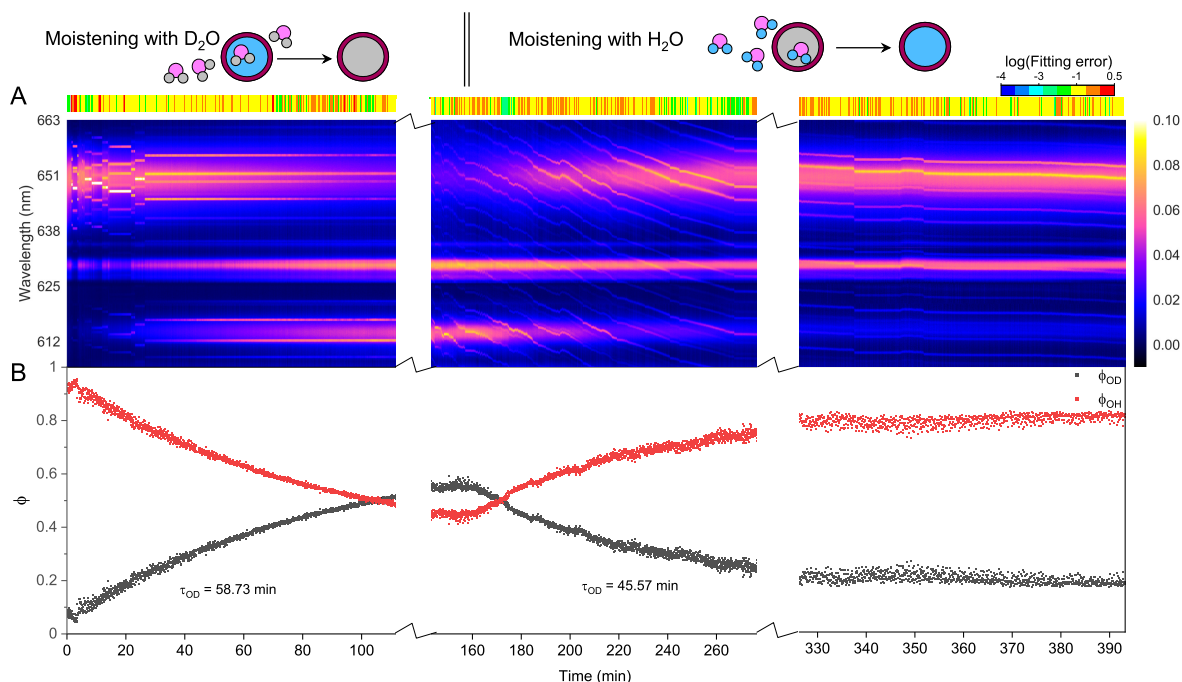 Moistening with D₂O
Moistening with H₂O
log(Fitting error)
-4 -3 -1 0.5
A
Wavelength (nm)
663
651
638
625
612
0.10
0.08
0.06
0.04
0.02
0.00
B
ϕ
1
0.8
0.6
0.4
0.2
0
ϕOD
ϕOH
τOD = 58.73 min
τOD = 45.57 min
0 20 40 60 80 100 160 180 200 220 240 260 330 340 350 360 370 380 390
Time (min)